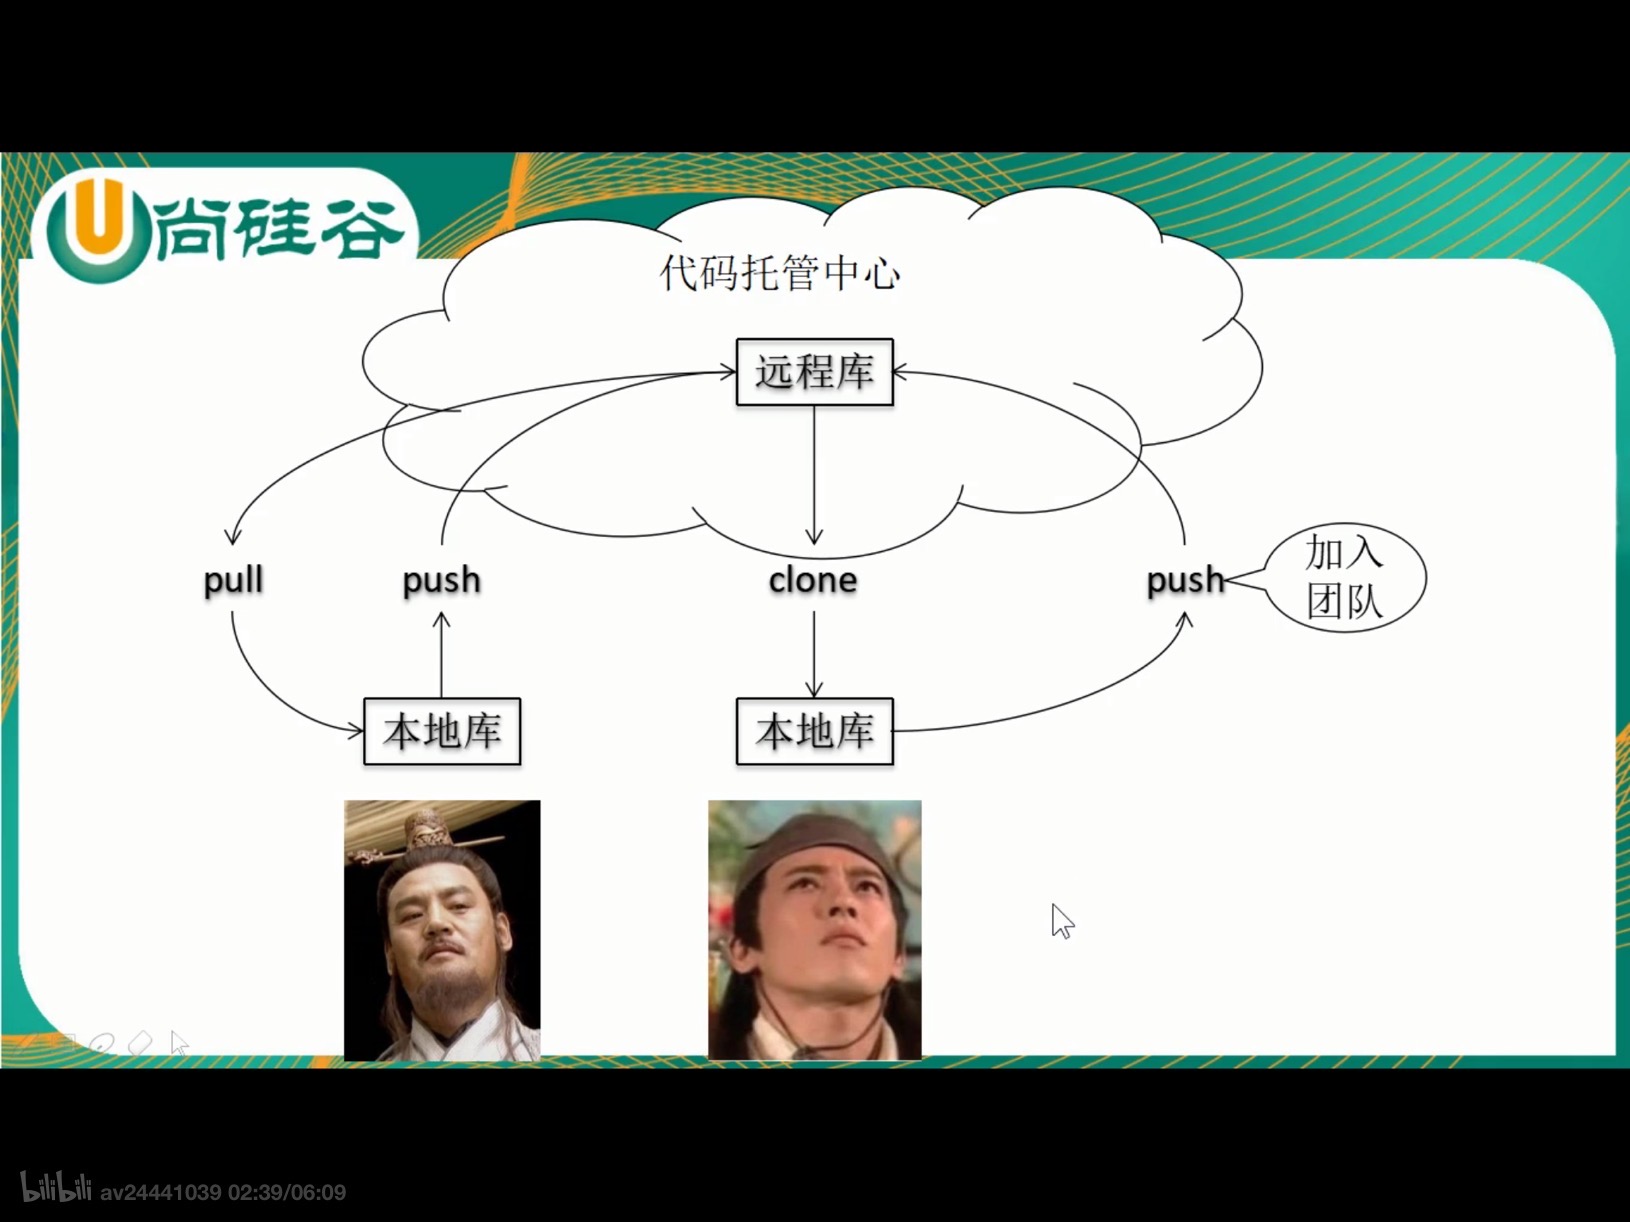 尚硅谷
代码托管中心
远程库
pull
push
clone
push
加入
团队
本地库
本地库
bilibili av24441039 02:39/06:09